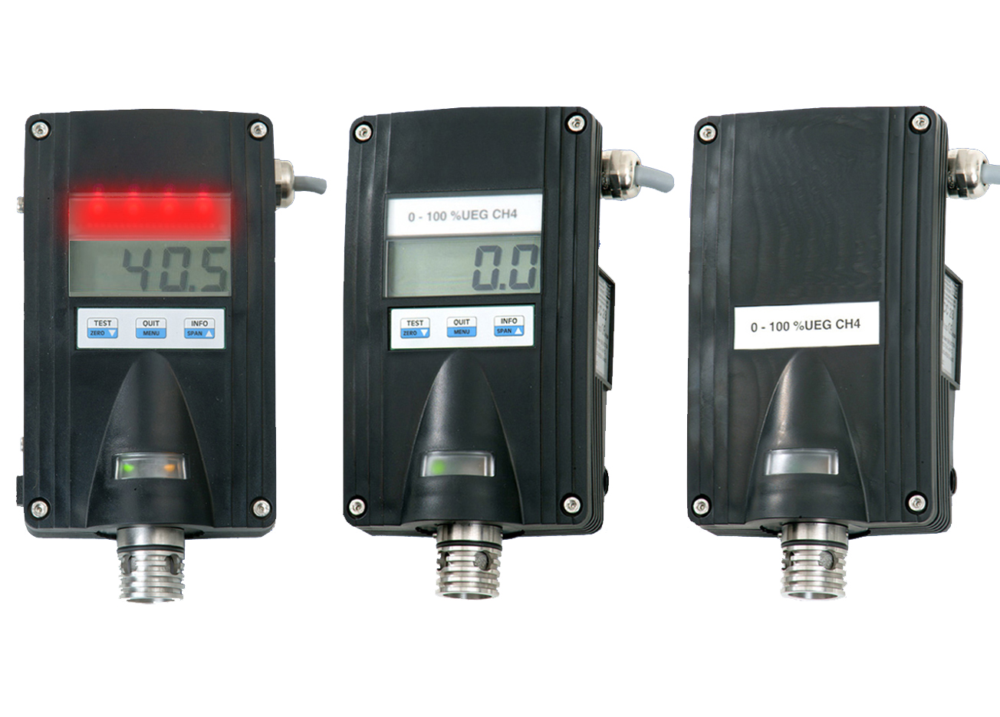 40.5
TEST QUIT INFO
ZERO MENU SPAN
0 - 100 %UEG CH4
0.0
TEST QUIT INFO
ZERO MENU SPAN
0 - 100 %UEG CH4